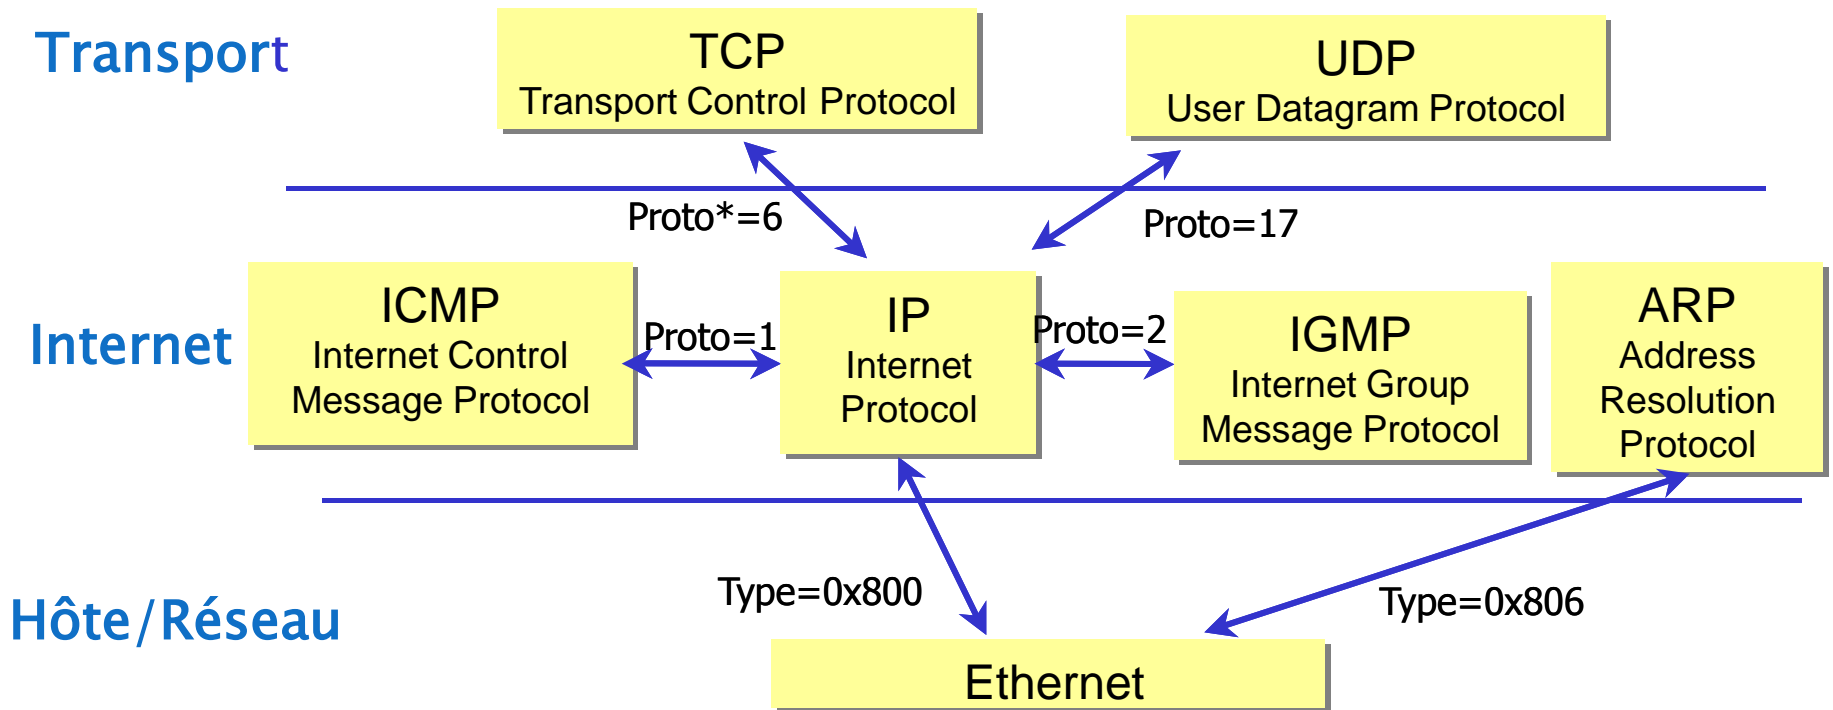 Transport
TCP
Transport Control Protocol
UDP
User Datagram Protocol
Proto*=6
Proto=17
Internet
ICMP
Internet Control
Message Protocol
Proto=1
IP
Internet
Protocol
Proto=2
IGMP
Internet Group
Message Protocol
ARP
Address
Resolution
Protocol
Hôte/Réseau
Type=0x800
Type=0x806
Ethernet